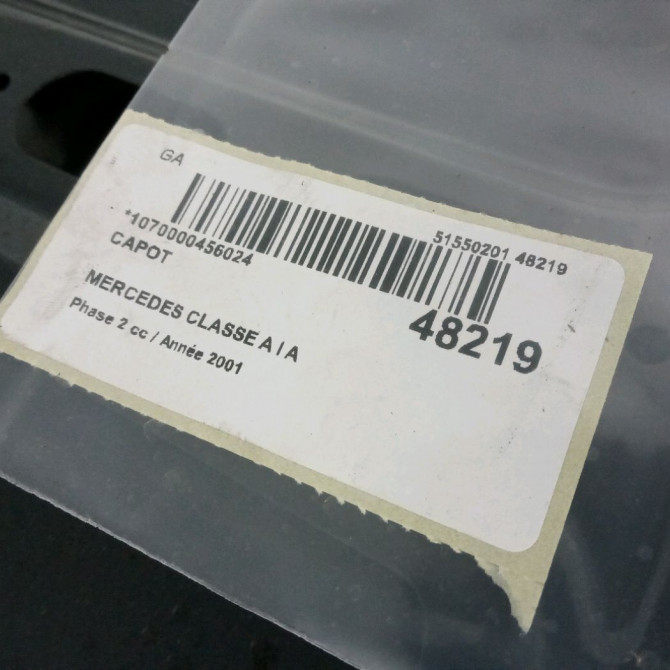 GA
51550201 48219
*1070000456024
CAPOT
48219
MERCEDES CLASSE A I A
Phase 2 cc / Année 2001